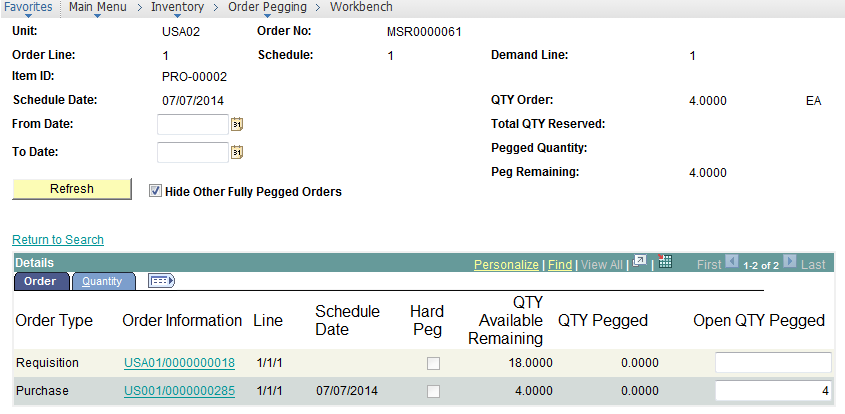 Favorites Main Menu > Inventory > Order Pegging > Workbench
Unit: USA02 Order No: MSR0000061
Order Line: 1 Schedule: 1 Demand Line: 1
Item ID: PRO-00002
Schedule Date: 07/07/2014 QTY Order: 4.0000 EA
From Date: 31 Total QTY Reserved:
To Date: 31 Pegged Quantity:
Peg Remaining: 4.0000
Refresh Hide Other Fully Pegged Orders
Return to Search
Details Personalize | Find | View All | | First 1-2 of 2 Last
Order Quantity
Order Type Order Information Line Schedule Date Hard Peg QTY Available Remaining QTY Pegged Open QTY Pegged
Requisition USA01/0000000018 1/1/1 18.0000 0.0000
Purchase US001/0000000285 1/1/1 07/07/2014 4.0000 0.0000 4